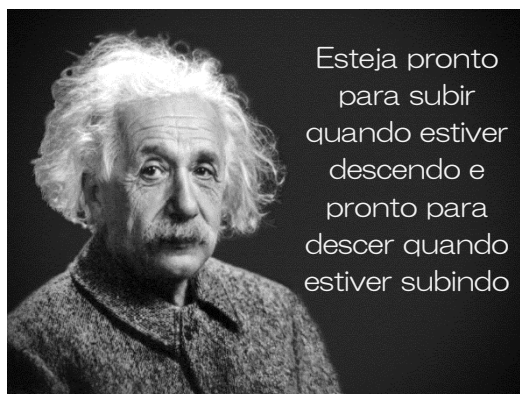 Esteja pronto
para subir
quando estiver
descendo e
pronto para
descer quando
estiver subindo